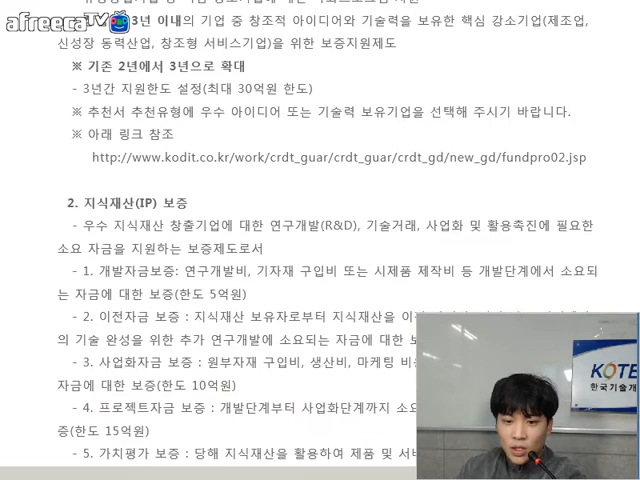 afreecaTV
3년 이내의 기업 중 창조적 아이디어와 기술력을 보유한 핵심 강소기업(제조업,
신성장 동력산업, 창조형 서비스기업)을 위한 보증지원제도
※ 기존 2년에서 3년으로 확대
- 3년간 지원한도 설정(최대 30억원 한도)
※ 추천서 추천유형에 우수 아이디어 또는 기술력 보유기업을 선택해 주시기 바랍니다.
※ 아래 링크 참조
http://www.kodit.co.kr/work/crdt_guar/crdt_guar/crdt_gd/new_gd/fundpro02.jsp
2. 지식재산(IP) 보증
- 우수 지식재산 창출기업에 대한 연구개발(R&D), 기술거래, 사업화 및 활용촉진에 필요한
소요 자금을 지원하는 보증제도로서
- 1. 개발자금보증: 연구개발비, 기자재 구입비 또는 시제품 제작비 등 개발단계에서 소요되
는 자금에 대한 보증(한도 5억원)
- 2. 이전자금 보증 : 지식재산 보유자로부터 지식재산을 이
의 기술 완성을 위한 추가 연구개발에 소요되는 자금에 대한 보
- 3. 사업화자금 보증 : 원부자재 구입비, 생산비, 마케팅 비
자금에 대한 보증(한도 10억원)
- 4. 프로젝트자금 보증 : 개발단계부터 사업화단계까지 소요
증(한도 15억원)
- 5. 가치평가 보증 : 당해 지식재산을 활용하여 제품 및 서비
KOTE
한국기술개